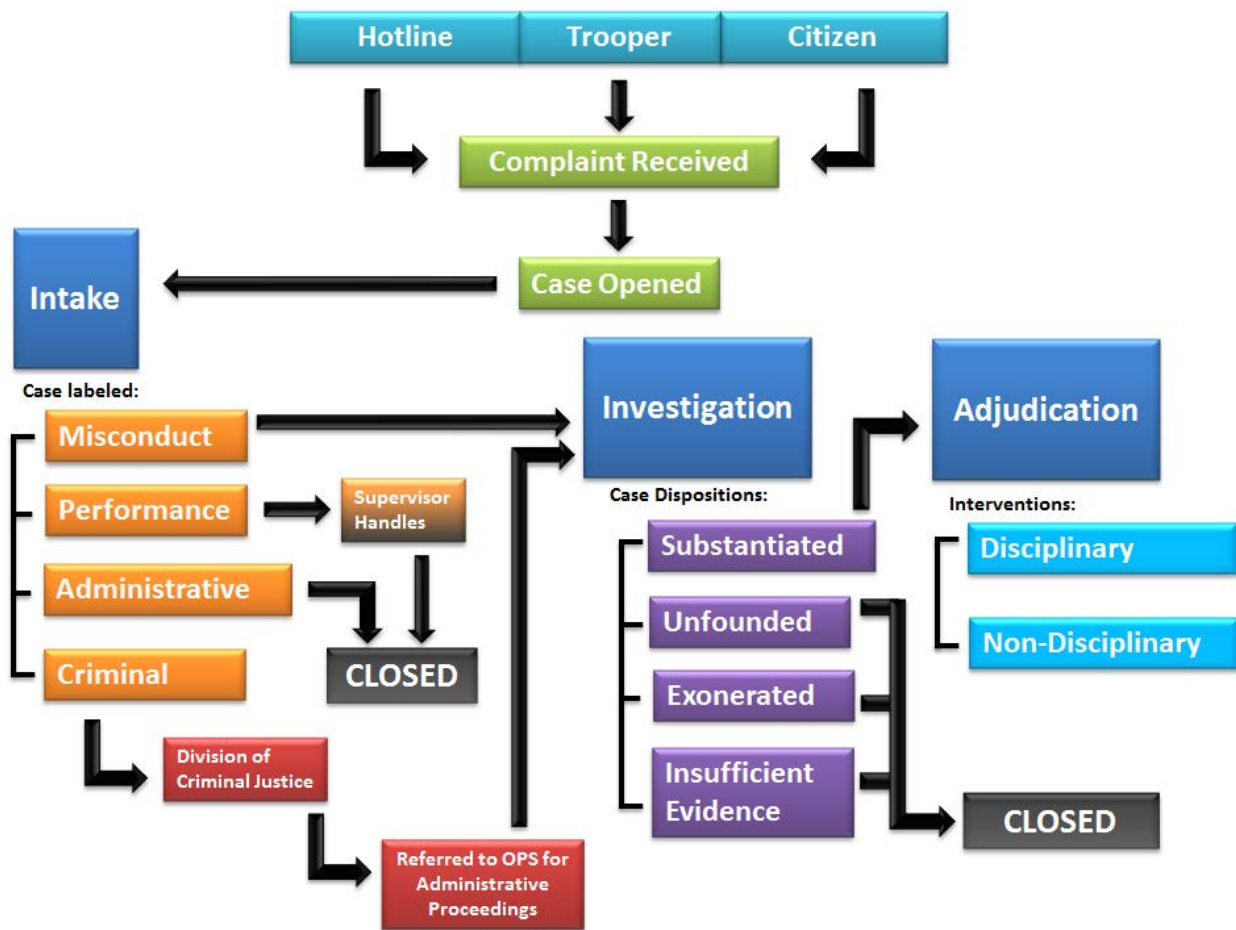 Hotline
Trooper
Citizen
Complaint Received
Case Opened
Intake
Case labeled:
Misconduct
Performance
Supervisor
Handles
Administrative
Criminal
CLOSED
Division of
Criminal Justice
Referred to OPS for
Administrative
Proceedings
Investigation
Case Dispositions:
Substantiated
Unfounded
Exonerated
Insufficient
Evidence
Adjudication
Interventions:
Disciplinary
Non-Disciplinary
CLOSED